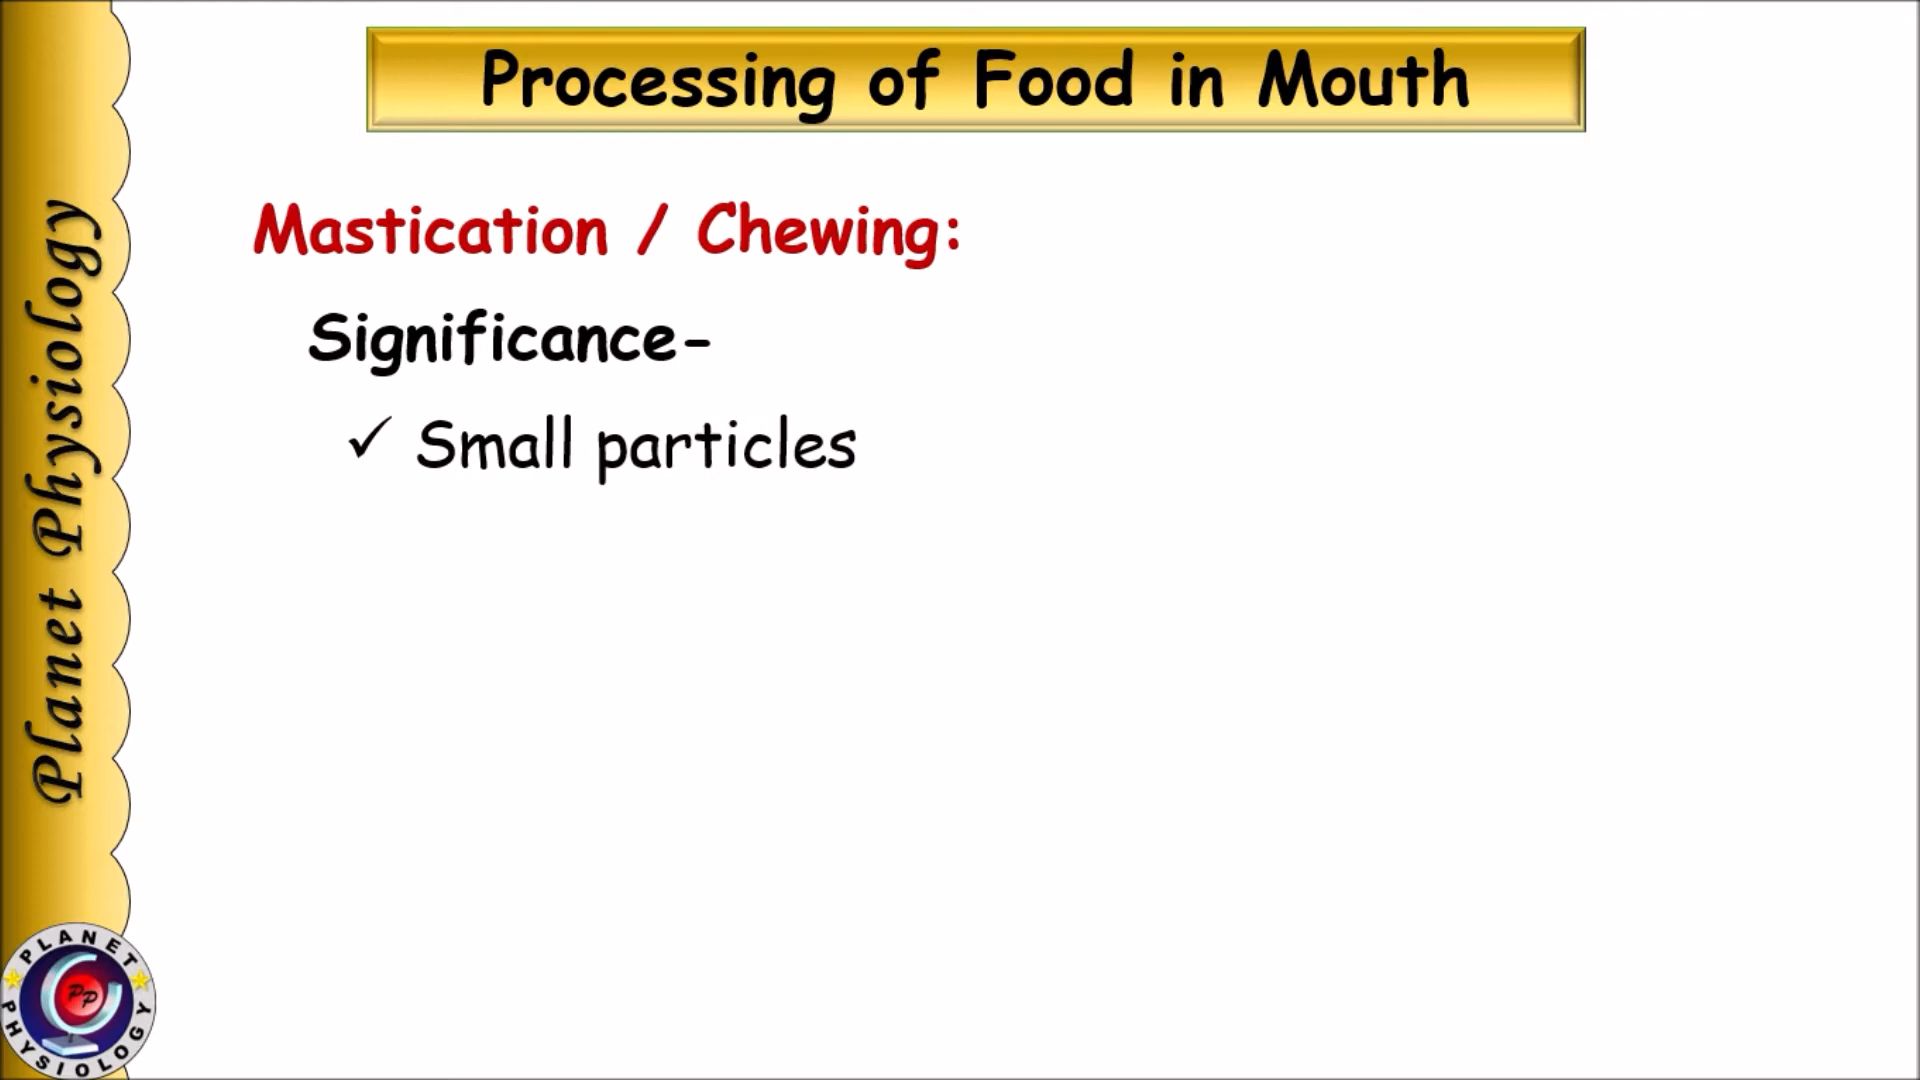 Processing of Food in Mouth
Mastication / Chewing:
Significance-
✓ Small particles
Planet Physiology
PLANET
PHYSIOLOGY
PP